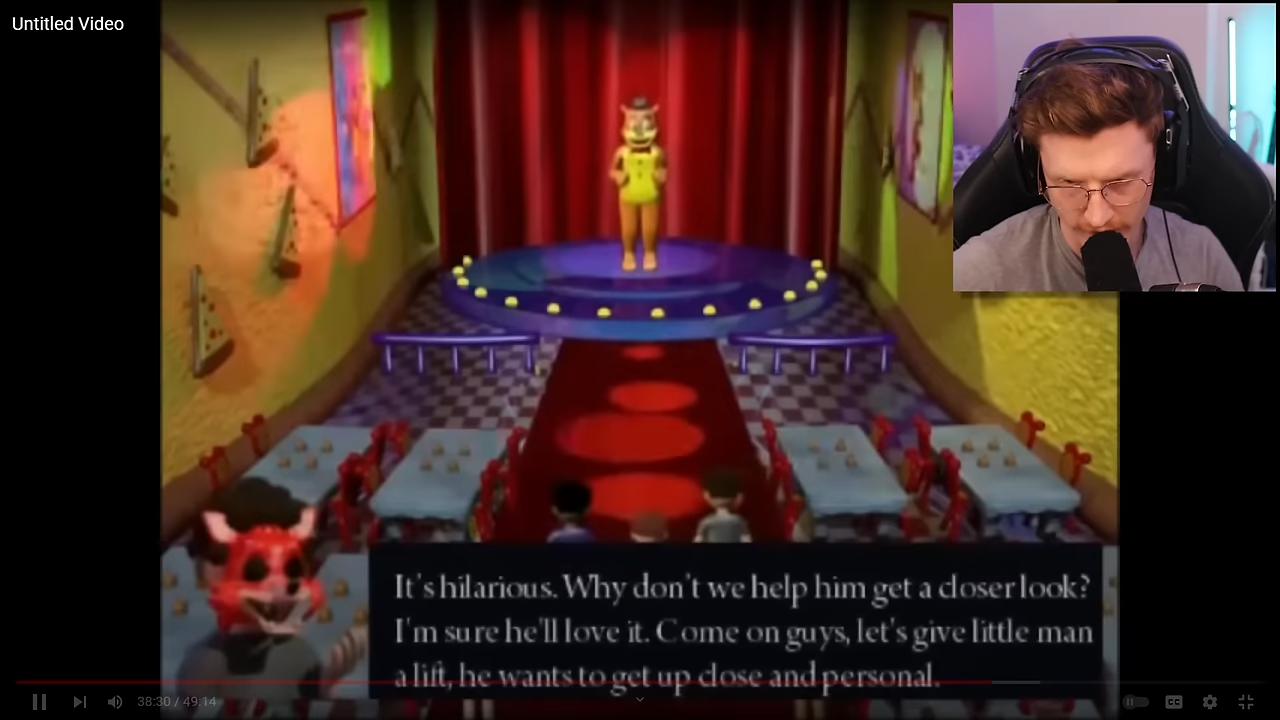 Untitled Video
It's hilarious. Why don't we help him get a closer look?
I'm sure he'll love it. Come on guys, let's give little man
a lift, he wants to get up close and personal.
38:30 / 49:14
CC